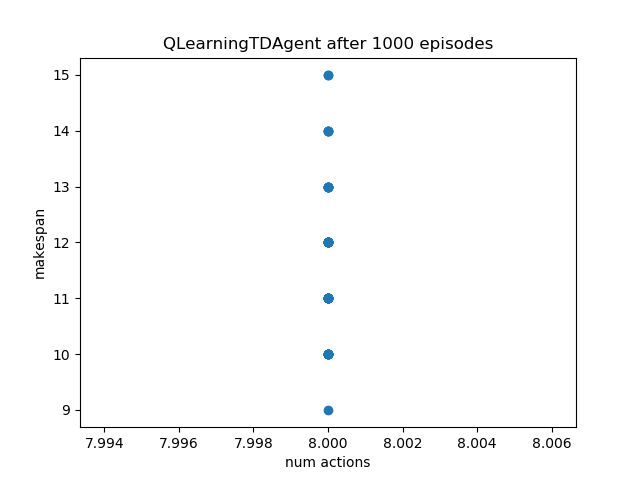 QLearningTDAgent after 1000 episodes
15
14
13
12
11
10
9
makespan
7.994 7.996 7.998 8.000 8.002 8.004 8.006
num actions